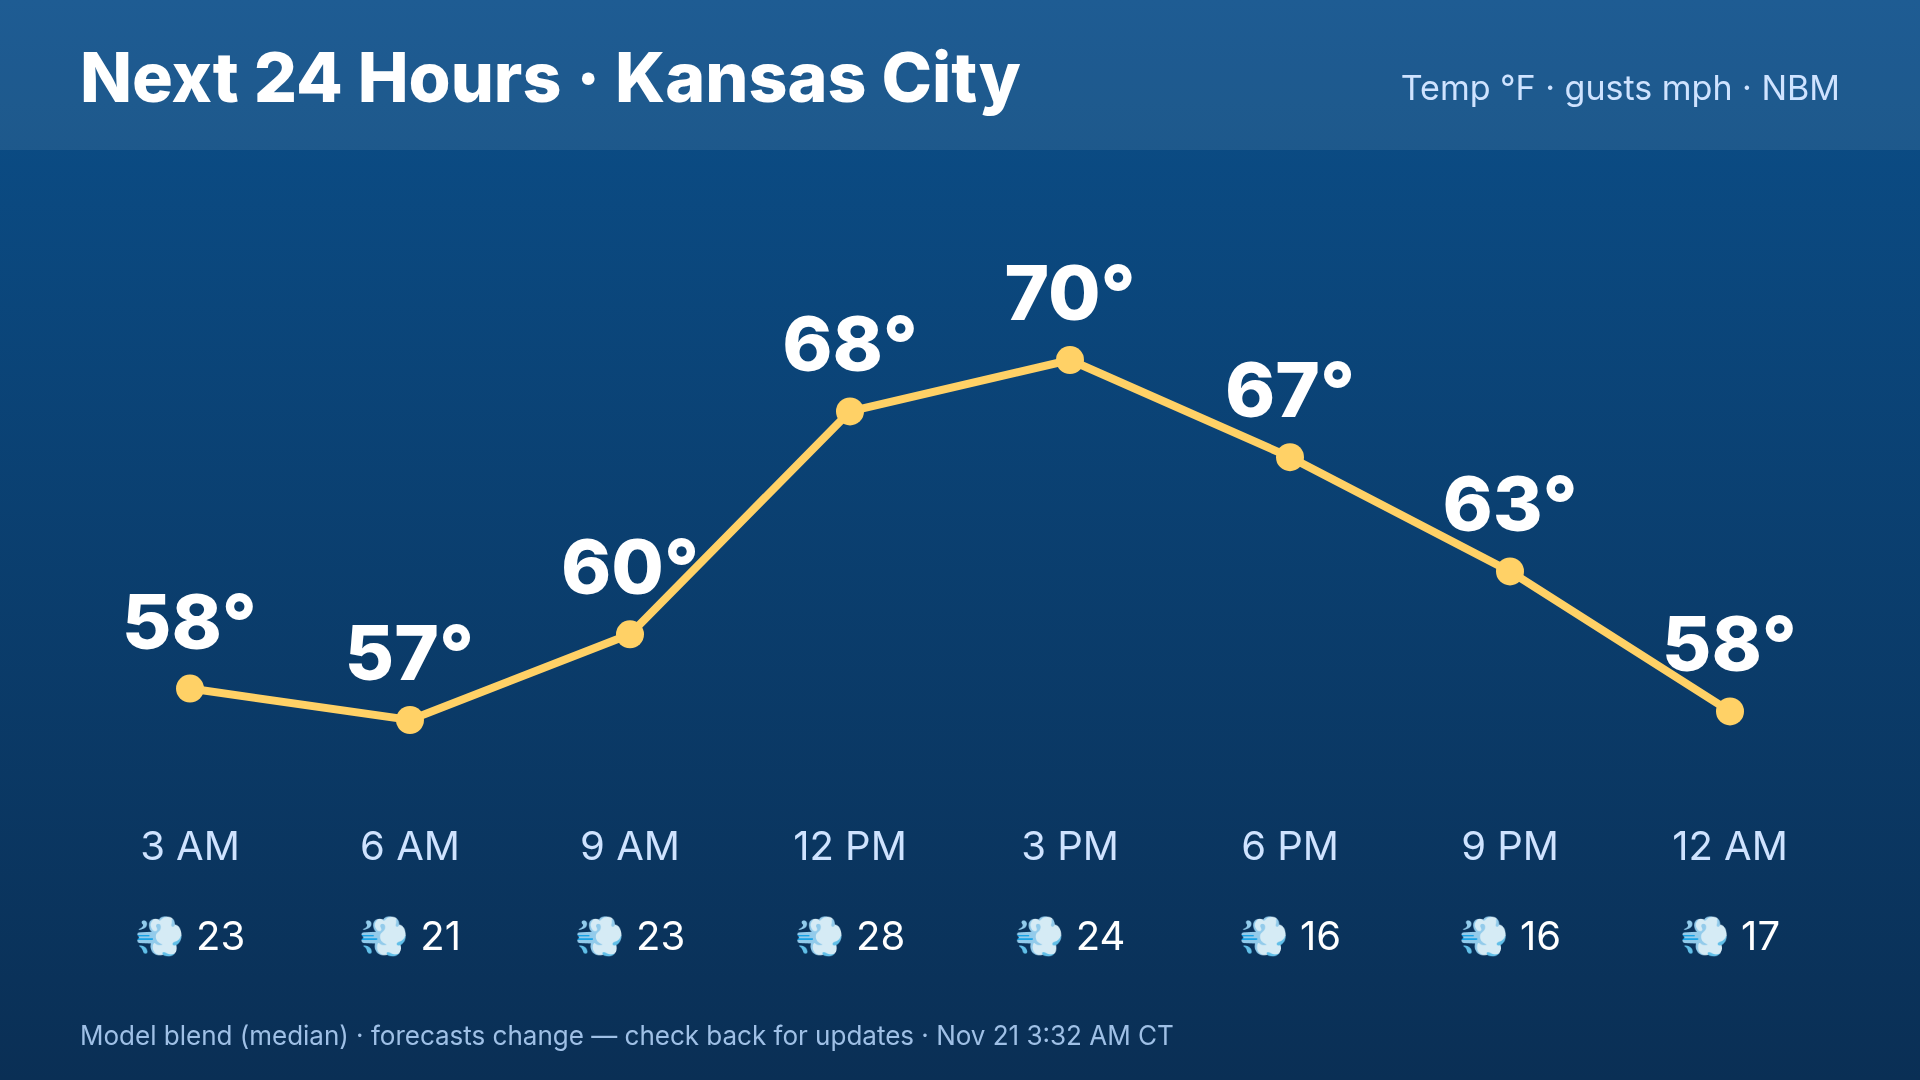 Next 24 Hours · Kansas City
Temp °F · gusts mph · NBM
58° 57° 60° 68° 70° 67° 63° 58°
3 AM 6 AM 9 AM 12 PM 3 PM 6 PM 9 PM 12 AM
💨 23 💨 21 💨 23 💨 28 💨 24 💨 16 💨 16 💨 17
Model blend (median) · forecasts change — check back for updates · Nov 21 3:32 AM CT